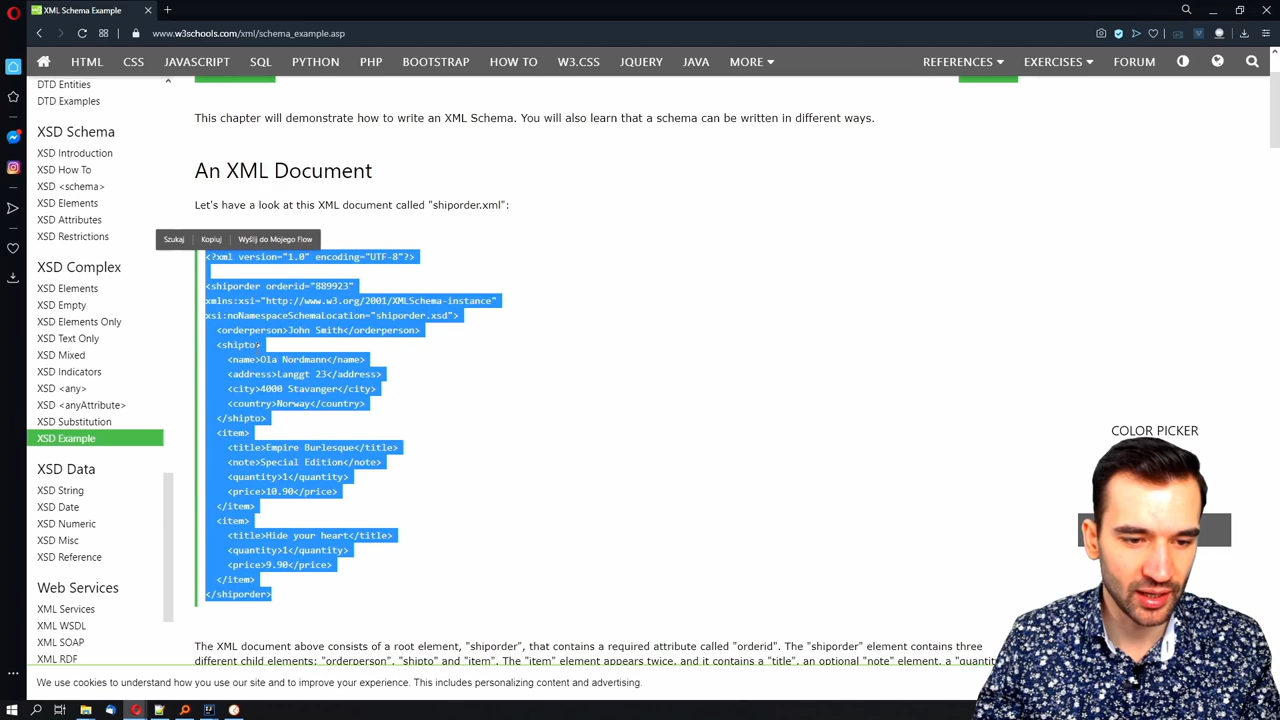 XML Schema Example
www.w3schools.com/xml/schema_example.asp
88
HTML CSS JAVASCRIPT SQL PYTHON PHP BOOTSTRAP HOW TO W3.CSS JQUERY JAVA MORE REFERENCES EXERCISES FORUM
DTD Entities
DTD Examples
XSD Schema
XSD Introduction
XSD How To
XSD <schema>
XSD Elements
XSD Attributes
XSD Restrictions
XSD Complex
XSD Elements
XSD Empty
XSD Elements Only
XSD Text Only
XSD Mixed
XSD Indicators
XSD <any>
XSD <anyAttribute>
XSD Substitution
XSD Example
XSD Data
XSD String
XSD Date
XSD Numeric
XSD Misc
XSD Reference
Web Services
XML Services
XML WSDL
XML SOAP
XML RDF
This chapter will demonstrate how to write an XML Schema. You will also learn that a schema can be written in different ways.
An XML Document
Let's have a look at this XML document called "shiporder.xml":
Szukaj Kopiuj Wyślij do Mojego Flow
<?xml version="1.0" encoding="UTF-8"?>
<shiporder orderid="889923"
xmlns:xsi="http://www.w3.org/2001/XMLSchema-instance"
xsi:noNamespaceSchemaLocation="shiporder.xsd">
<orderperson>John Smith</orderperson>
<shipto>
<name>Ola Nordmann</name>
<address>Langgt 23</address>
<city>4000 Stavanger</city>
<country>Norway</country>
</shipto>
<item>
<title>Empire Burlesque</title>
<note>Special Edition</note>
<quantity>1</quantity>
<price>10.90</price>
</item>
<item>
<title>Hide your heart</title>
<quantity>1</quantity>
<price>9.90</price>
</item>
</shiporder>
The XML document above consists of a root element, "shiporder", that contains a required attribute called "orderid". The "shiporder" element contains three
different child elements: "orderperson", "shipto" and "item". The "item" element appears twice, and it contains a "title", an optional "note" element, a
COLOR PICKER
We use cookies to understand how you use our site and to improve your experience. This includes personalizing content and advertising.